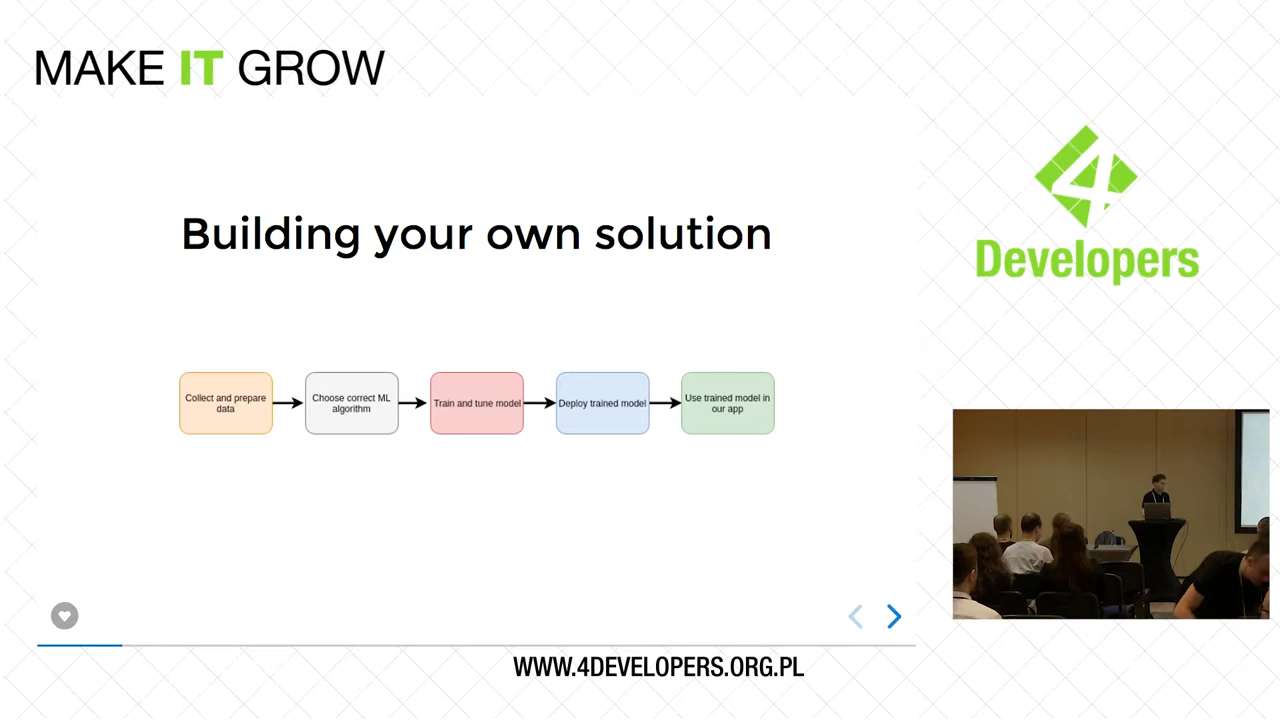 MAKE IT GROW
4
Developers
Building your own solution
Collect and prepare
data
Choose correct ML
algorithm
Train and tune model
Deploy trained model
Use trained model in
our app
WWW.4DEVELOPERS.ORG.PL